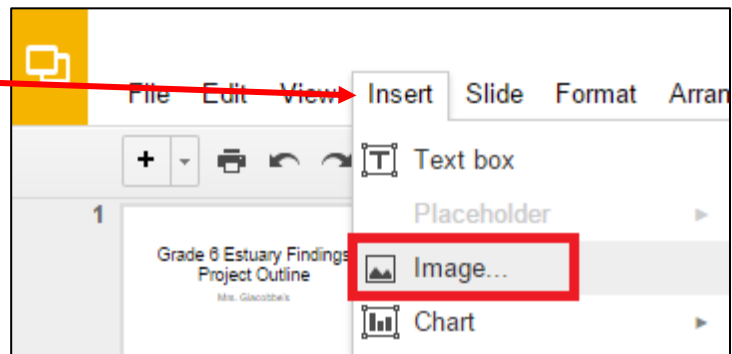 File Edit View Insert Slide Format Arran
+
Text box
1
Placeholder
Grade 6 Estuary Findings
Project Outline
Mrs. Giacobbe's
Image...
Chart